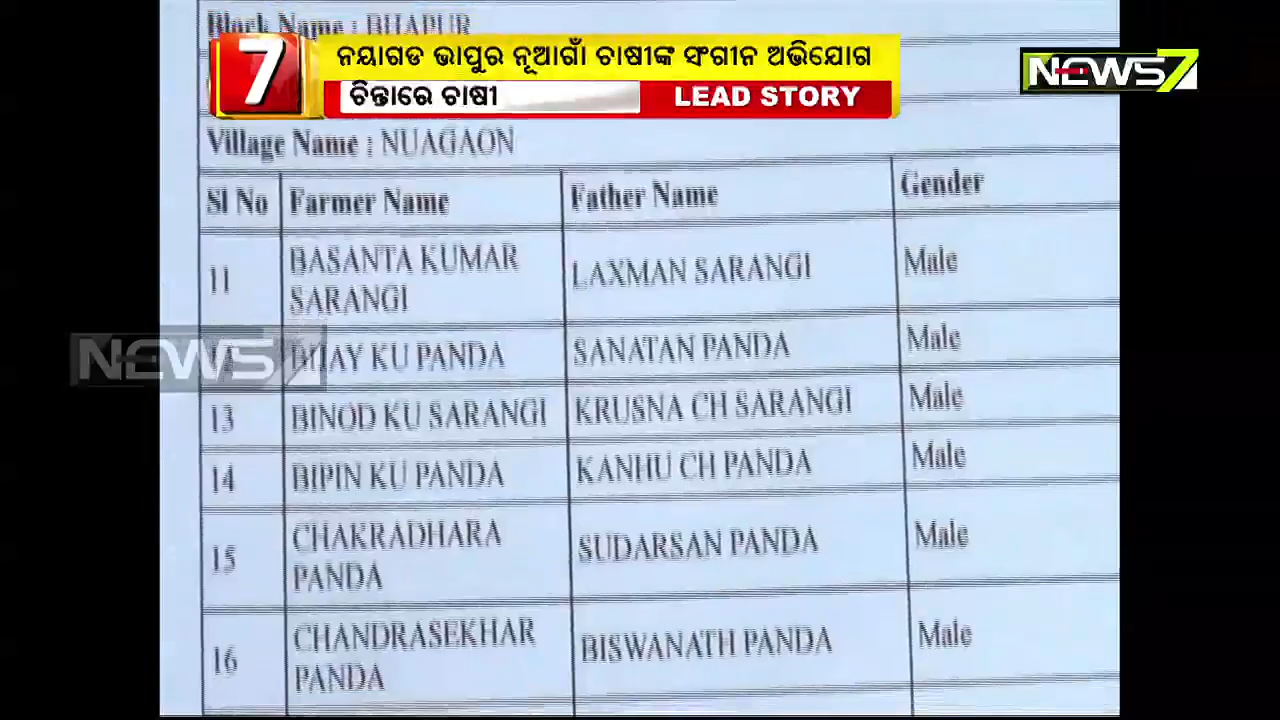 Block Name : BHAPUR
7
ନୟାଗଡ ଭାପୁର ନୂଆଗାଁ ଚାଷୀଙ୍କ ସଂଗୀନ ଅଭିଯୋଗ
NEWS7
ଚିନ୍ତାରେ ଚାଷୀ LEAD STORY
Village Name : NUAGAON
Sl No Farmer Name Father Name Gender
11 BASANTA KUMAR SARANGI LAXMAN SARANGI Male
NEWS7
12 BIJAY KU PANDA SANATAN PANDA Male
13 BINOD KU SARANGI KRUSNA CH SARANGI Male
14 BIPIN KU PANDA KANHU CH PANDA Male
15 CHAKRADHARA PANDA SUDARSAN PANDA Male
16 CHANDRASEKHAR PANDA BISWANATH PANDA Male